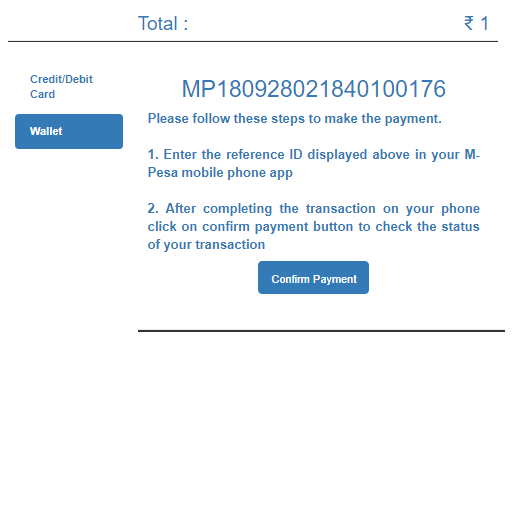 Total : ₹ 1
Credit/Debit
Card
Wallet
MP180928021840100176
Please follow these steps to make the payment.
1. Enter the reference ID displayed above in your M-
Pesa mobile phone app
2. After completing the transaction on your phone
click on confirm payment button to check the status
of your transaction
Confirm Payment